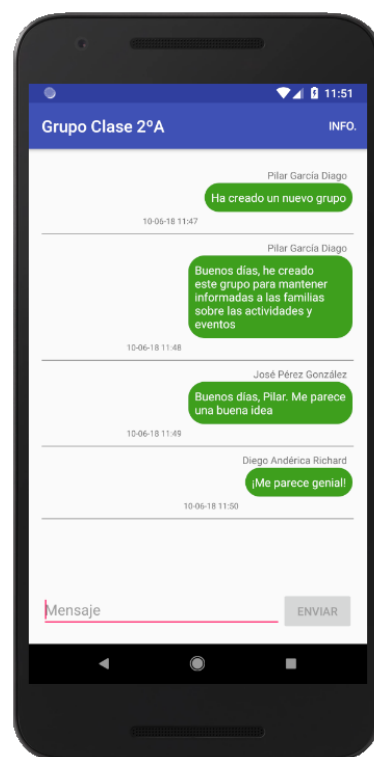 11:51
Grupo Clase 2ºA
INFO.
Pilar García Diago
Ha creado un nuevo grupo
10-06-18 11:47
Pilar García Diago
Buenos días, he creado
este grupo para mantener
informadas a las familias
sobre las actividades y
eventos
10-06-18 11:48
José Pérez González
Buenos días, Pilar. Me parece
una buena idea
10-06-18 11:49
Diego Andérica Richard
¡Me parece genial!
10-06-18 11:50
Mensaje
ENVIAR